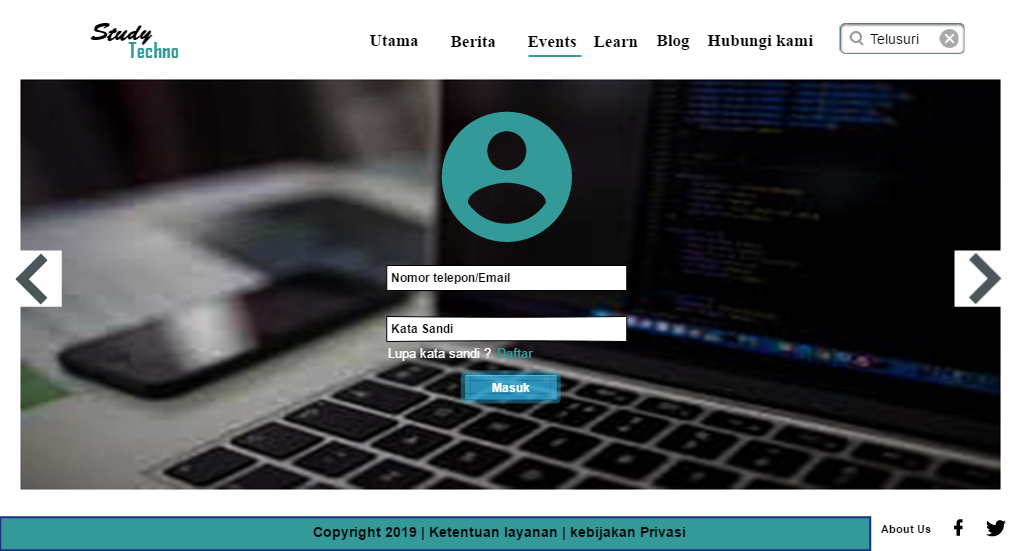 Study
Techno
Utama Berita Events Learn Blog Hubungi kami
Telusuri
Nomor telepon/Email
Kata Sandi
Lupa kata sandi ? Daftar
Masuk
Copyright 2019 | Ketentuan layanan | kebijakan Privasi
About Us